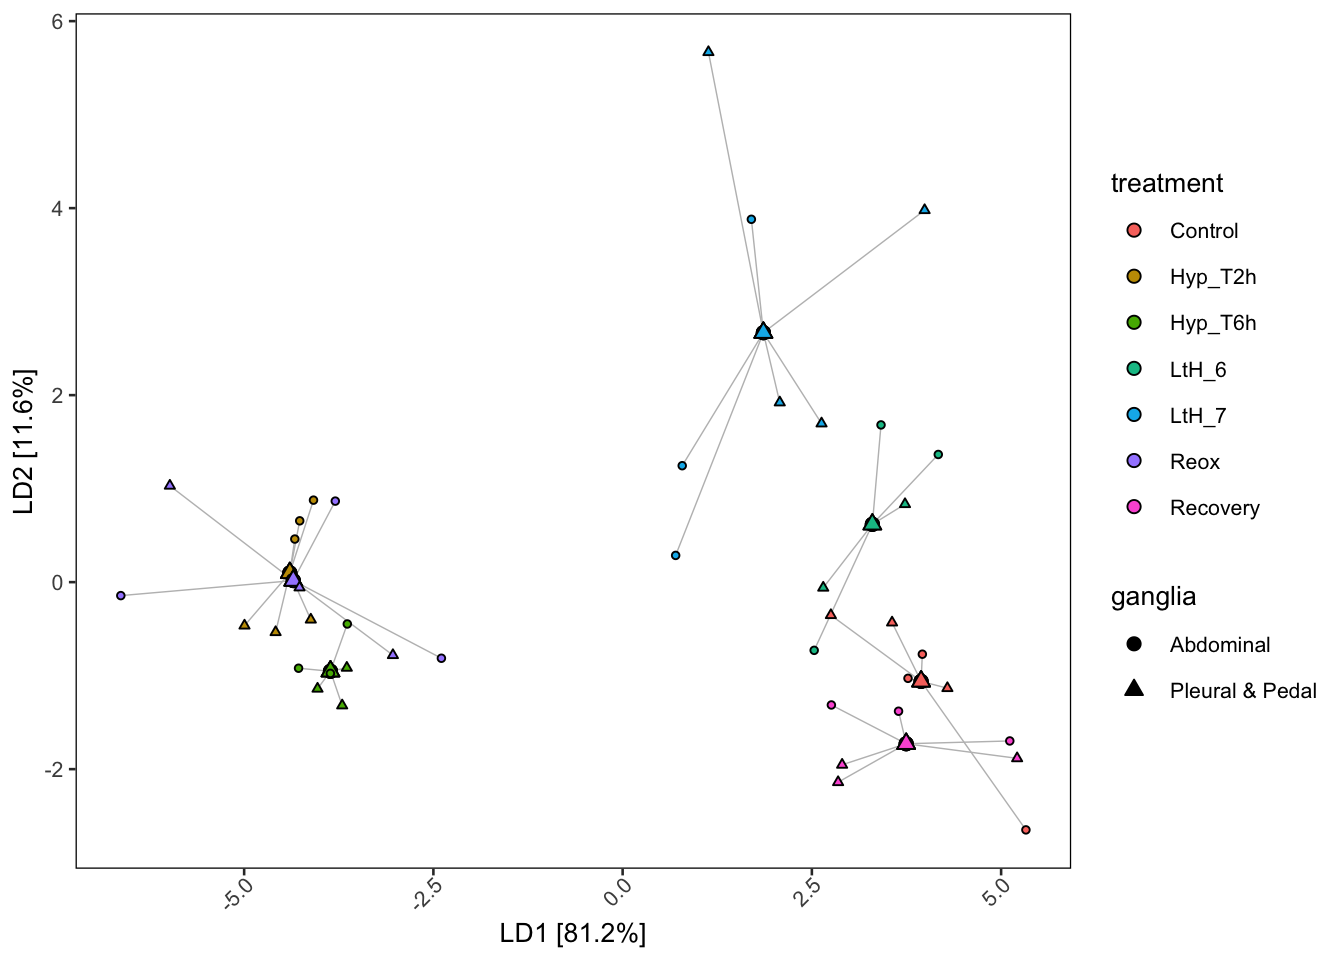 6
4
2
0
-2
LD2 [11.6%]
-5.0
-2.5
0.0
2.5
5.0
LD1 [81.2%]
treatment
Control
Hyp_T2h
Hyp_T6h
LtH_6
LtH_7
Reox
Recovery
ganglia
Abdominal
Pleural & Pedal